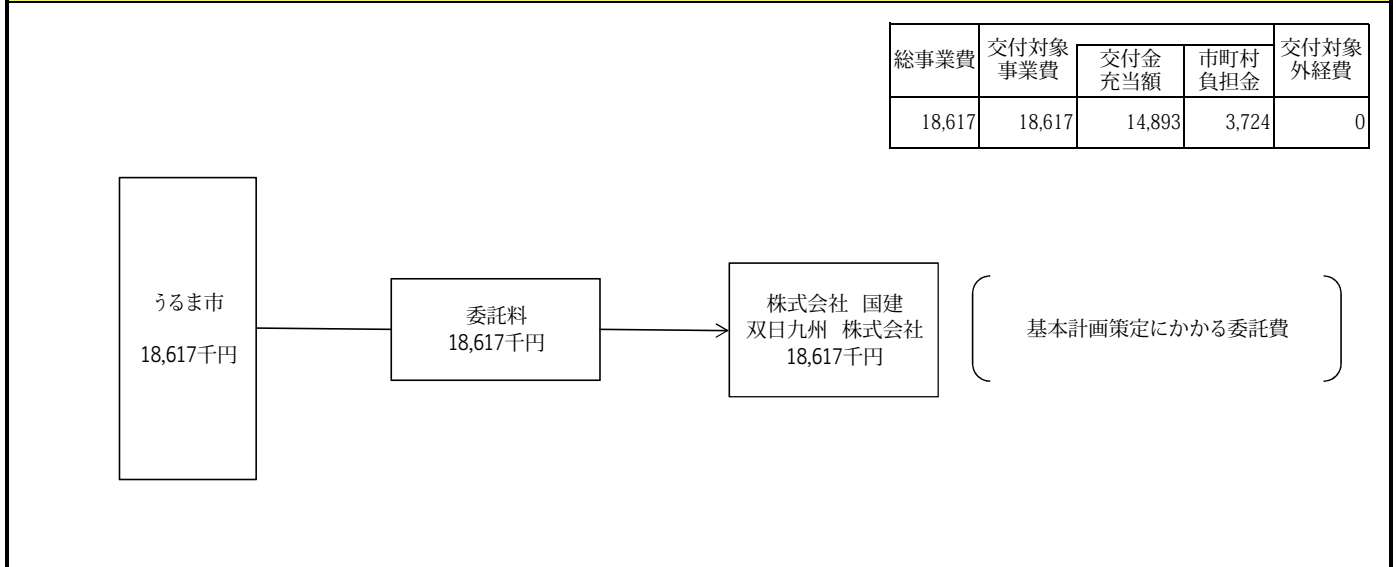 総事業費
交付対象
事業費
交付金
充当額
市町村
負担金
交付対象
外経費
18,617
18,617
14,893
3,724
0
うるま市
18,617千円
委託料
18,617千円
株式会社 国建
双日九州 株式会社
18,617千円
基本計画策定にかかる委託費